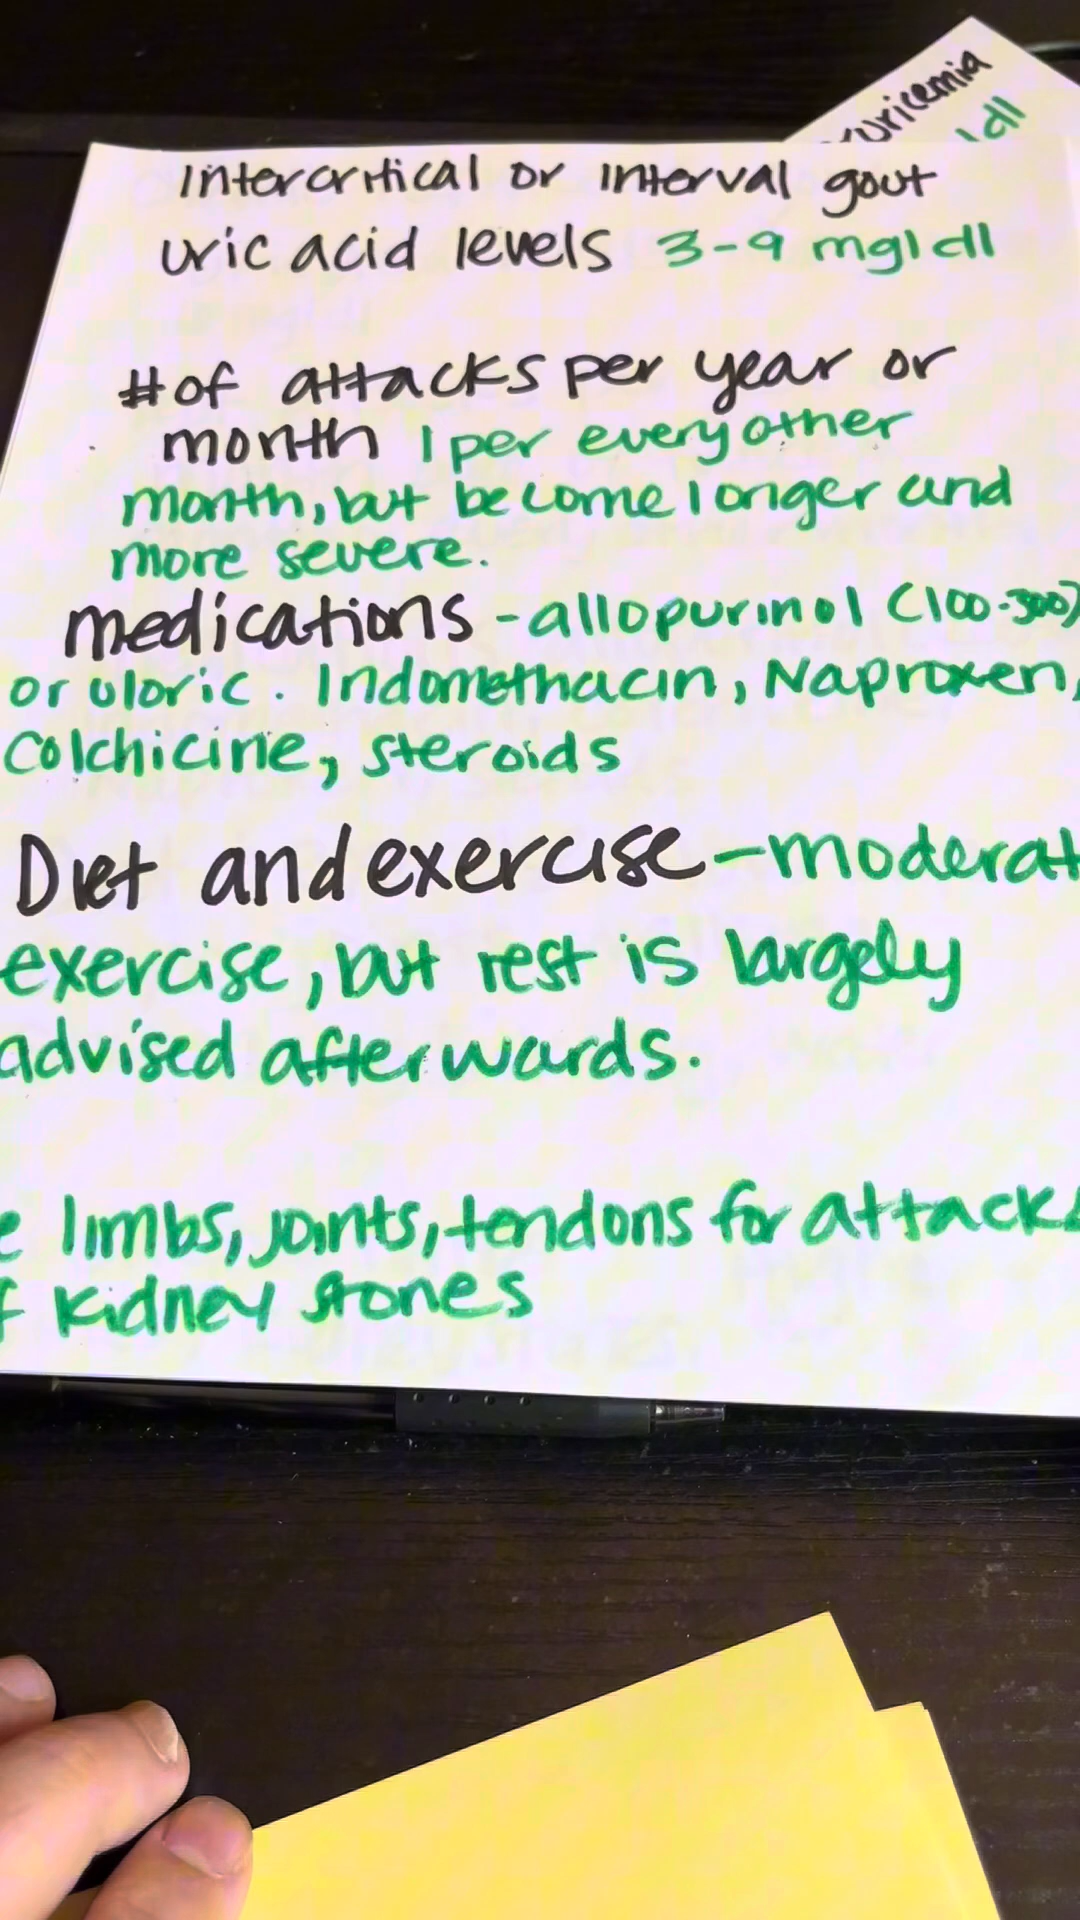 uricemia
dl
Intercritical or interval gout
uric acid levels 3-9 mg/dl
# of attacks per year or
month 1 per every other
month, but become longer and
more severe.
medications - allopurinol (100-300)
or uloric. Indomethacin, Naproxen,
Colchicine, steroids
Diet and exercise - moderat
exercise, but rest is largely
advised afterwards.
e limbs, joints, tendons for attacks
f kidney stones